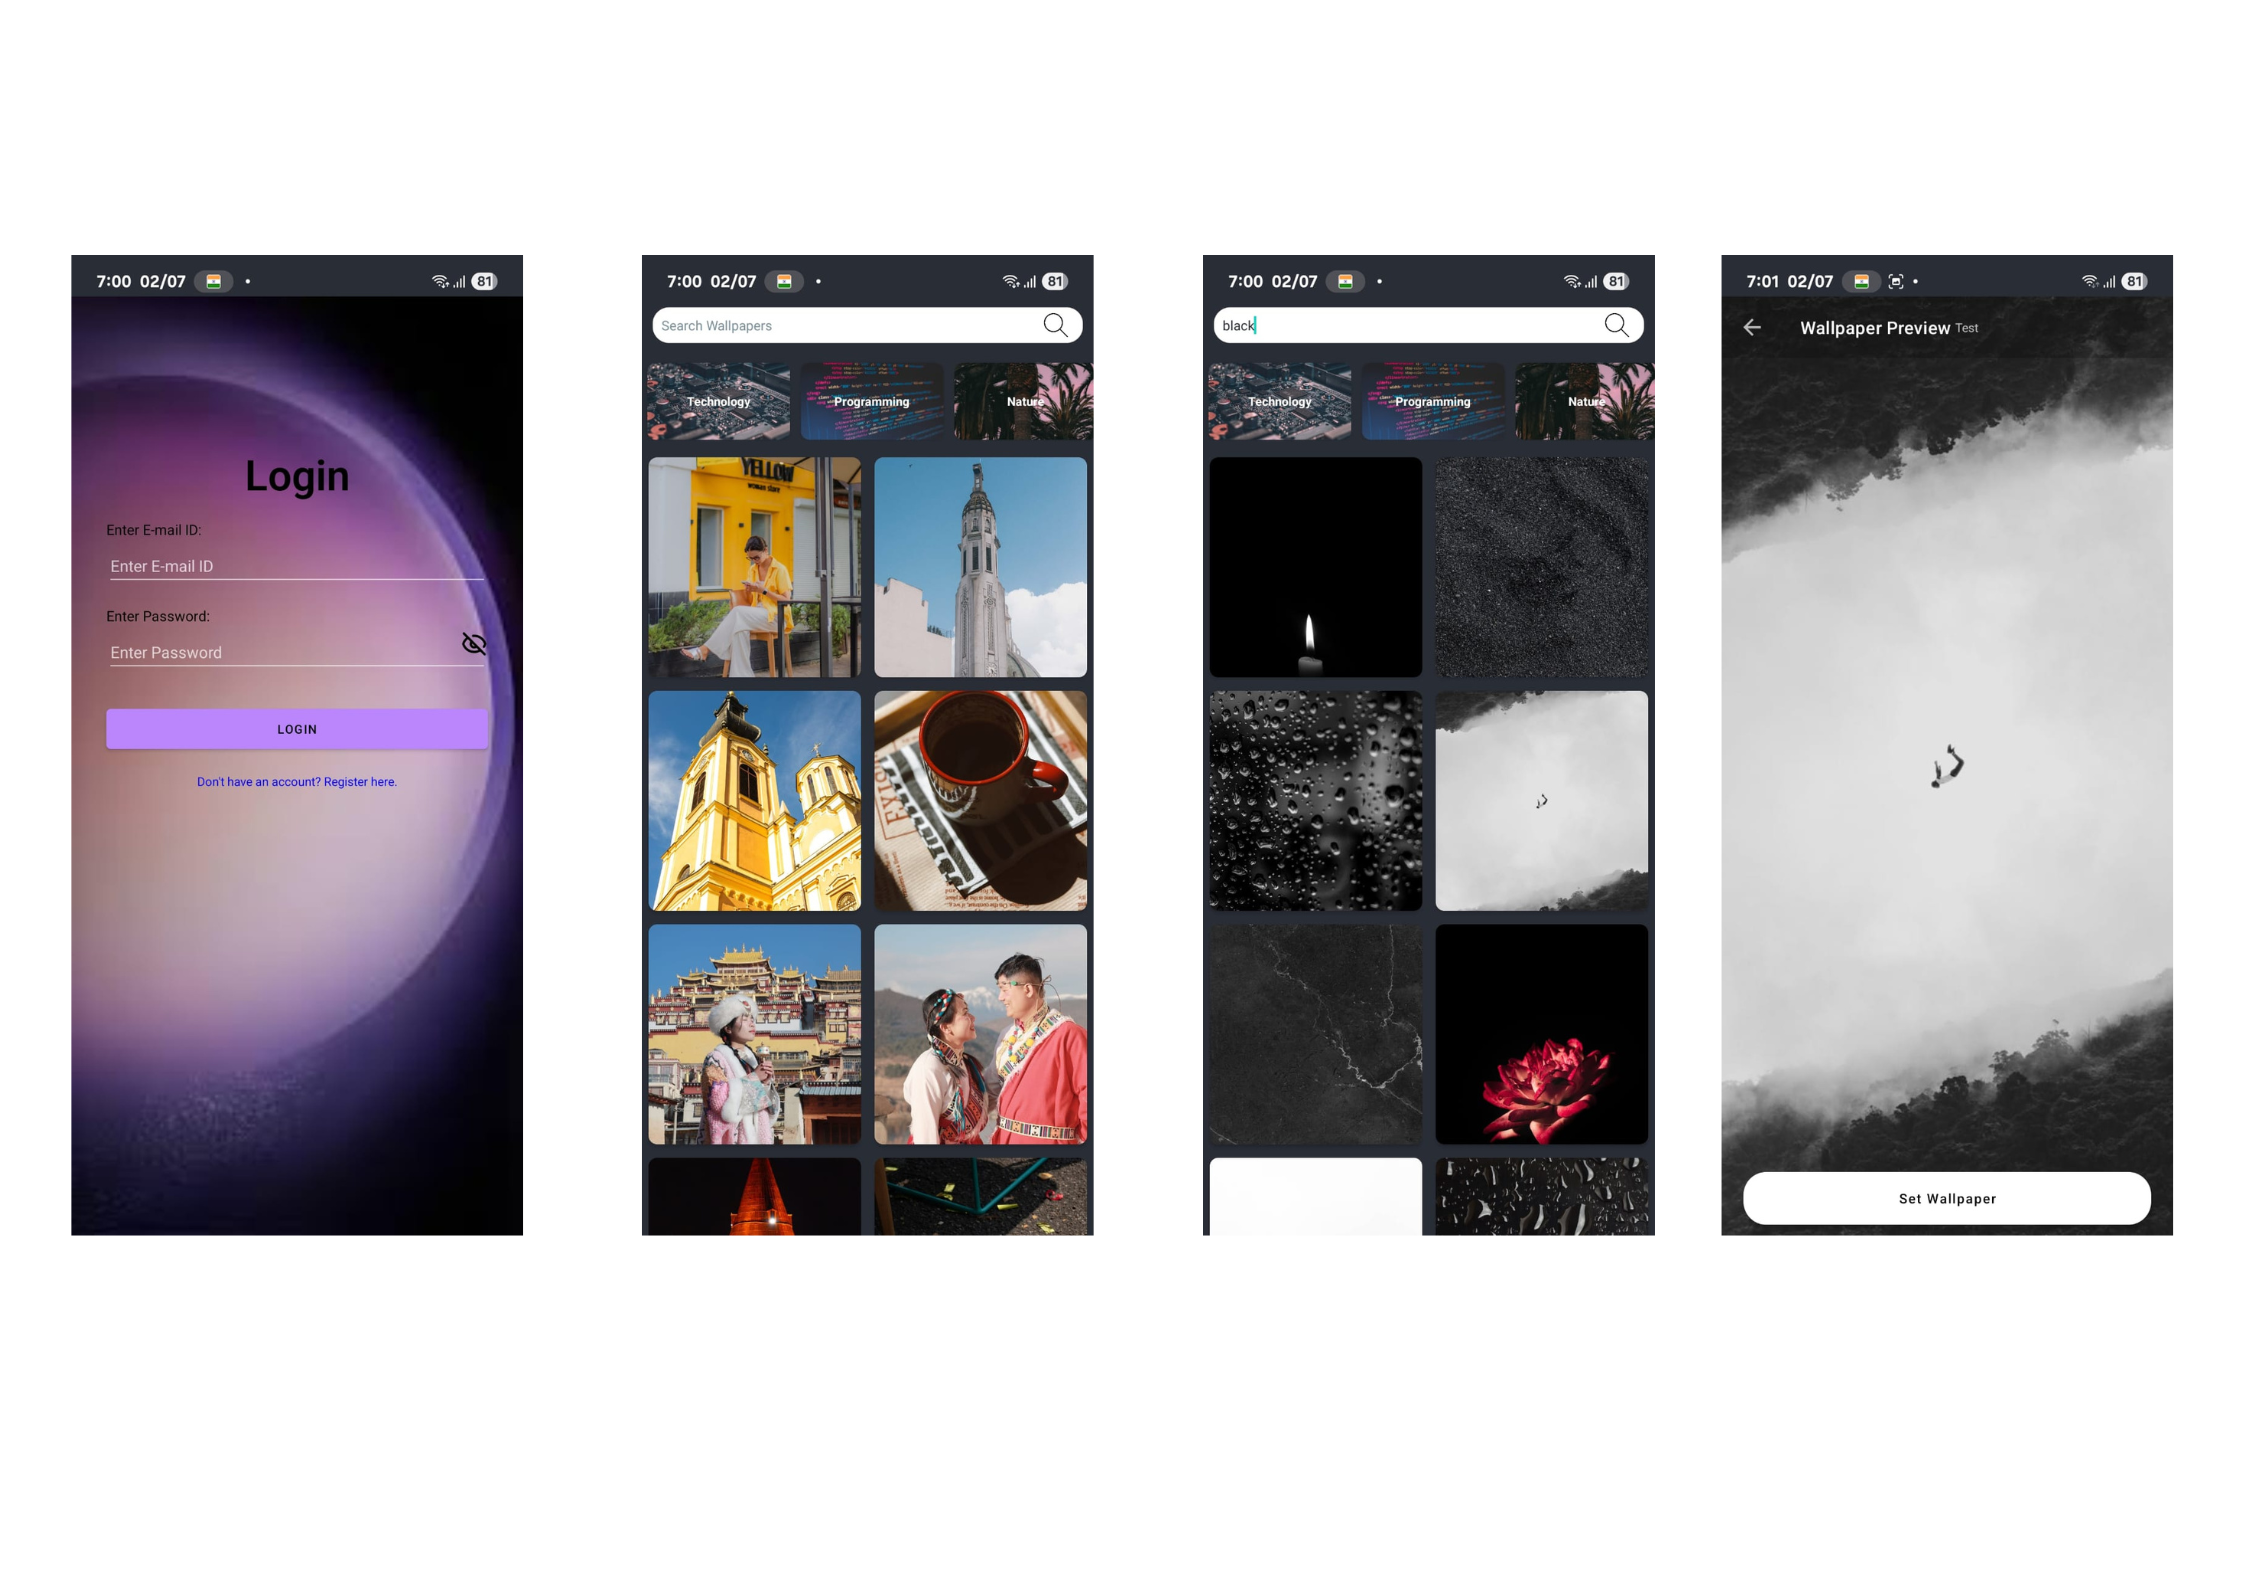 7:00 02/07
81
Login
Enter E-mail ID:
Enter E-mail ID
Enter Password:
Enter Password
LOGIN
Don't have an account? Register here.
7:00 02/07
81
Search Wallpapers
Technology
Programming
Nature
YELLOW
woman store
7:00 02/07
81
black
Technology
Programming
Nature
7:01 02/07
81
Wallpaper Preview Test
Set Wallpaper